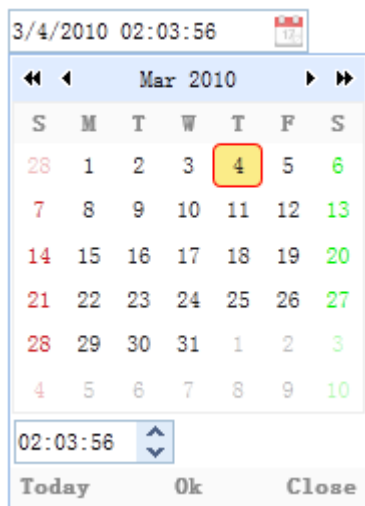 3/4/2010 02:03:56 17
Mar 2010
S M T W T F S
28 1 2 3 4 5 6
7 8 9 10 11 12 13
14 15 16 17 18 19 20
21 22 23 24 25 26 27
28 29 30 31 1 2 3
4 5 6 7 8 9 10
02:03:56
Today Ok Close